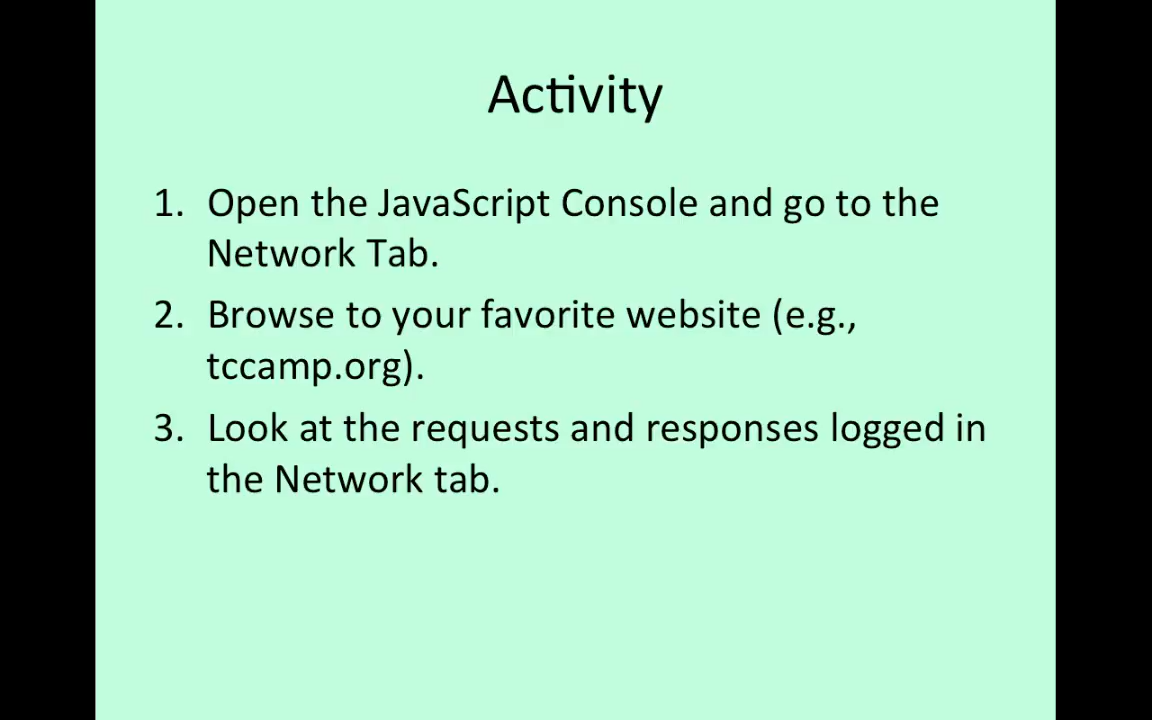 Activity
1. Open the JavaScript Console and go to the
Network Tab.
2. Browse to your favorite website (e.g.,
tccamp.org).
3. Look at the requests and responses logged in
the Network tab.